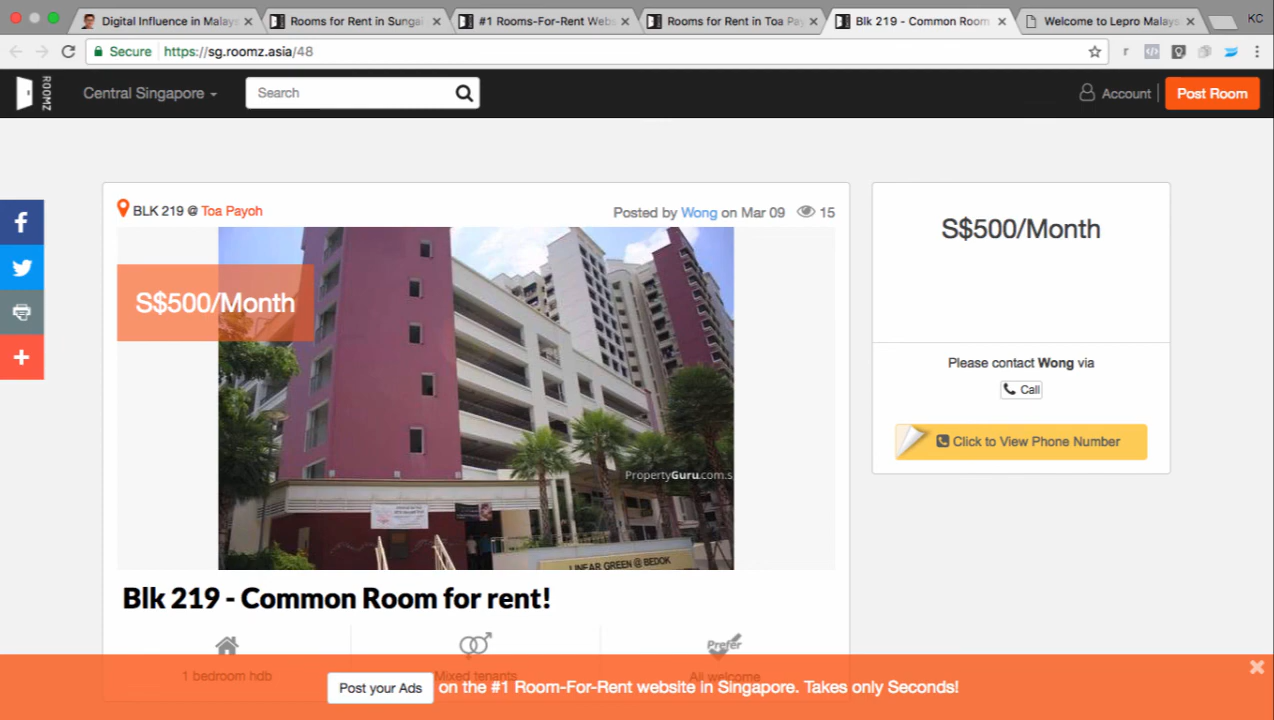 Digital Influence in Malays
Rooms for Rent in Sungai
#1 Rooms-For-Rent Webs
Rooms for Rent in Toa Pay
Blk 219 - Common Room
Welcome to Lepro Malays
KC
Secure
https://sg.roomz.asia/48
ROOMZ
Central Singapore
Search
Account
Post Room
BLK 219 @ Toa Payoh
Posted by Wong on Mar 09
15
S$500/Month
PropertyGuru.com.s
LINEAR GREEN @ BEDOK
S$500/Month
Please contact Wong via
Call
Click to View Phone Number
Blk 219 - Common Room for rent!
Prefer
1 bedroom hdb
Mixed tenants
All welcome
Post your Ads on the #1 Room-For-Rent website in Singapore. Takes only Seconds!